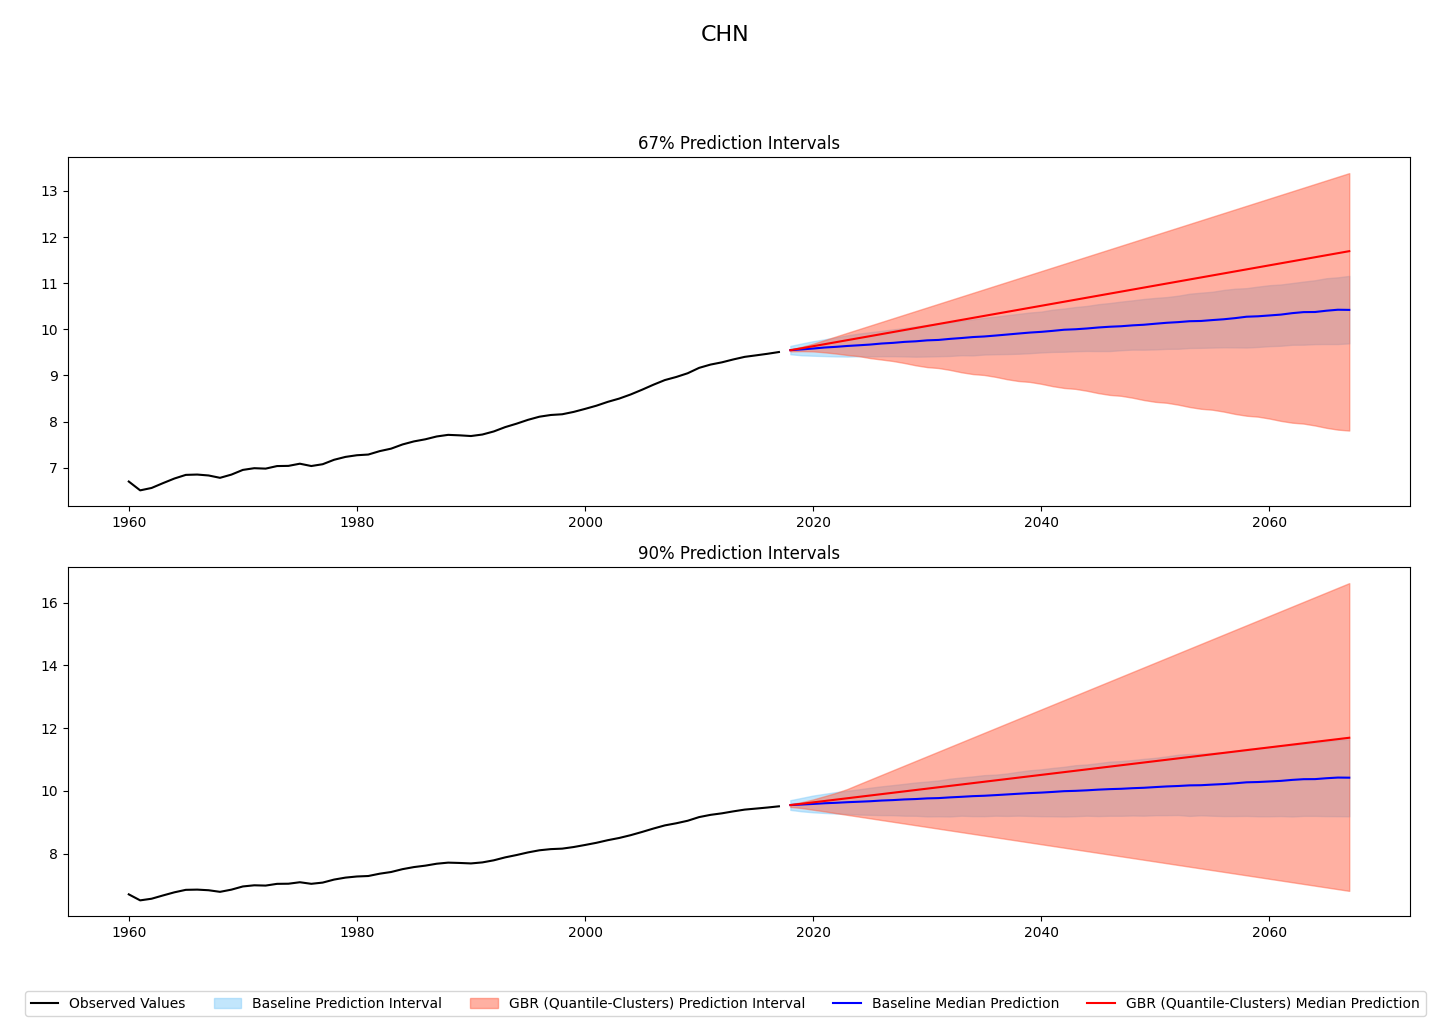 CHN
67% Prediction Intervals
13
12
11
10
9
8
7
1960 1980 2000 2020 2040 2060
90% Prediction Intervals
16
14
12
10
8
1960 1980 2000 2020 2040 2060
Observed Values Baseline Prediction Interval GBR (Quantile-Clusters) Prediction Interval Baseline Median Prediction GBR (Quantile-Clusters) Median Prediction